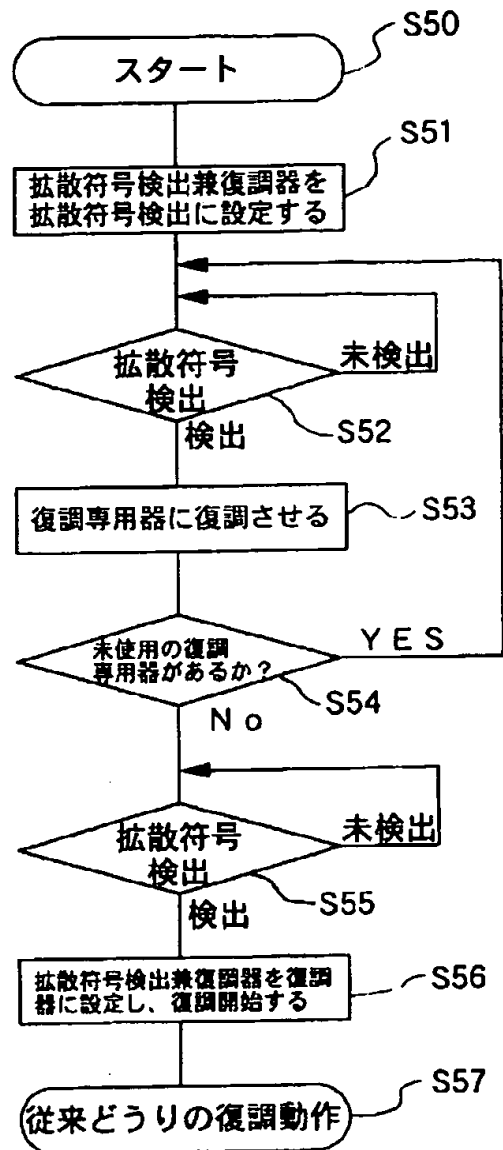 S50
スタート
S51
拡散符号検出兼復調器を
拡散符号検出に設定する
拡散符号
検出
未検出
検出
S52
復調専用器に復調させる
S53
未使用の復調
専用器があるか?
YES
S54
No
拡散符号
検出
未検出
検出
S55
拡散符号検出兼復調器を復調
器に設定し、復調開始する
S56
従来どうりの復調動作
S57